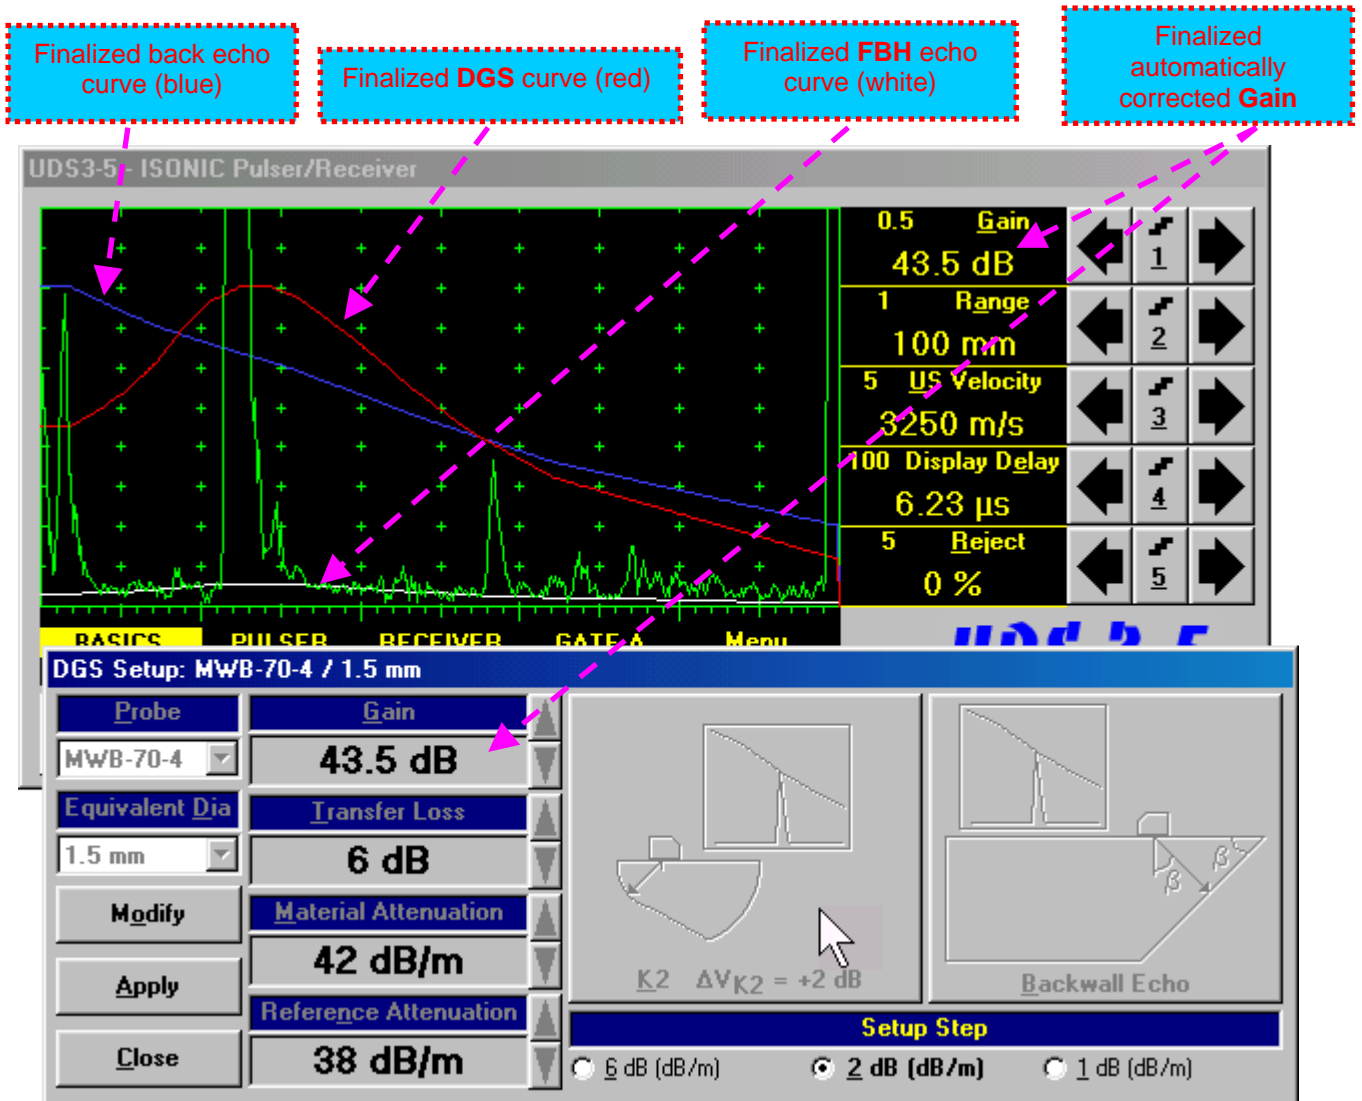 Finalized back echo
curve (blue)
Finalized DGS curve (red)
Finalized FBH echo
curve (white)
Finalized
automatically
corrected Gain
UDS3-5 - ISONIC Pulser/Receiver
0.5 Gain
43.5 dB
1
1 Range
100 mm
2
5 US Velocity
3250 m/s
3
100 Display Delay
6.23 µs
4
5 Reject
0 %
5
BASICS PULSER RECEIVER GATE A Menu
UDS 3-5
DGS Setup: MWB-70-4 / 1.5 mm
Probe
MWB-70-4
Equivalent Dia
1.5 mm
Modify
Apply
Close
Gain
43.5 dB
Transfer Loss
6 dB
Material Attenuation
42 dB/m
Reference Attenuation
38 dB/m
K2 ΔVK2 = +2 dB
β
β
Backwall Echo
Setup Step
6 dB (dB/m) 2 dB (dB/m) 1 dB (dB/m)